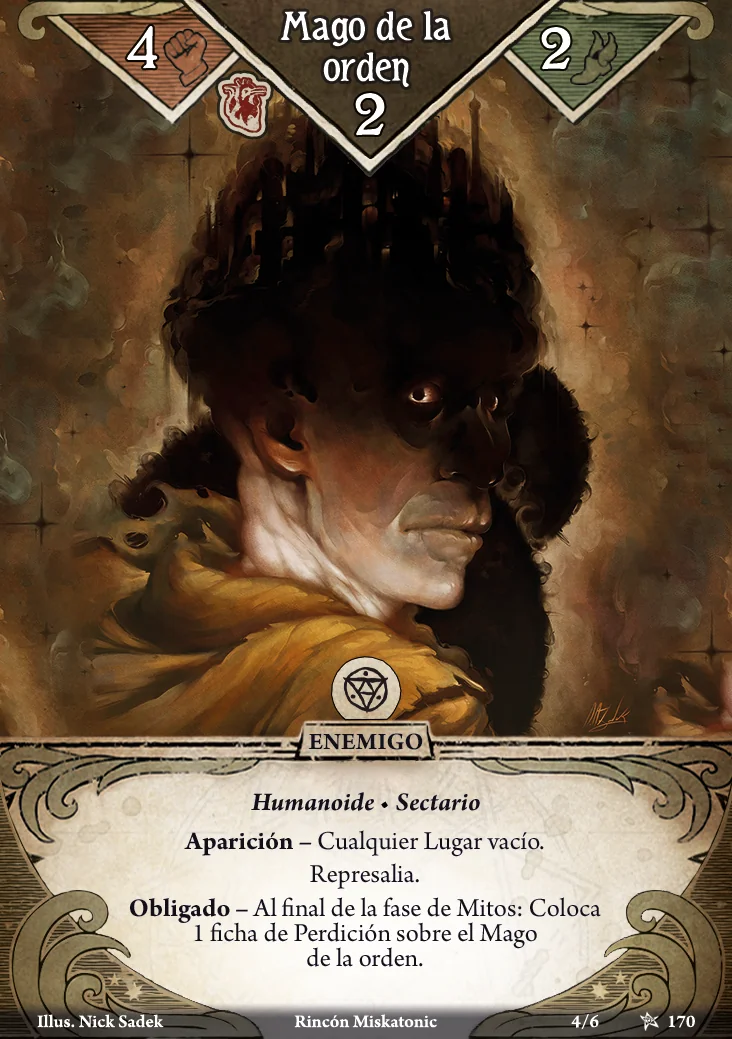 Mago de la
orden
4
2
2
ENEMIGO
Humanoide • Sectario
Aparición – Cualquier Lugar vacío.
Represalia.
Obligado – Al final de la fase de Mitos: Coloca
1 ficha de Perdición sobre el Mago
de la orden.
Illus. Nick Sadek
Rincón Miskatonic
4/6
170